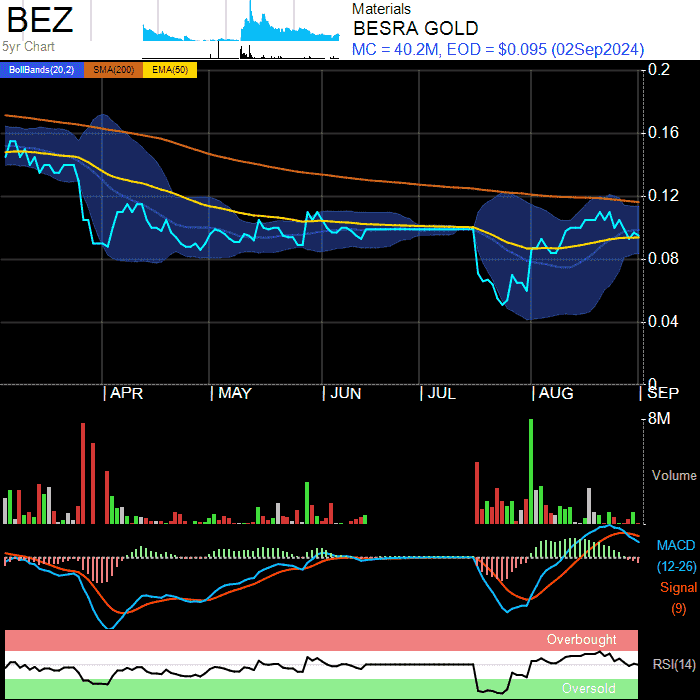 BEZ
5yr Chart
Materials
BESRA GOLD
MC = 40.2M, EOD = $0.095 (02Sep2024)
BollBands(20,2) SMA(200) EMA(50)
0.2
0.16
0.12
0.08
0.04
0
APR MAY JUN JUL AUG SEP
8M
Volume
MACD
(12-26)
Signal
(9)
Overbought
RSI(14)
Oversold